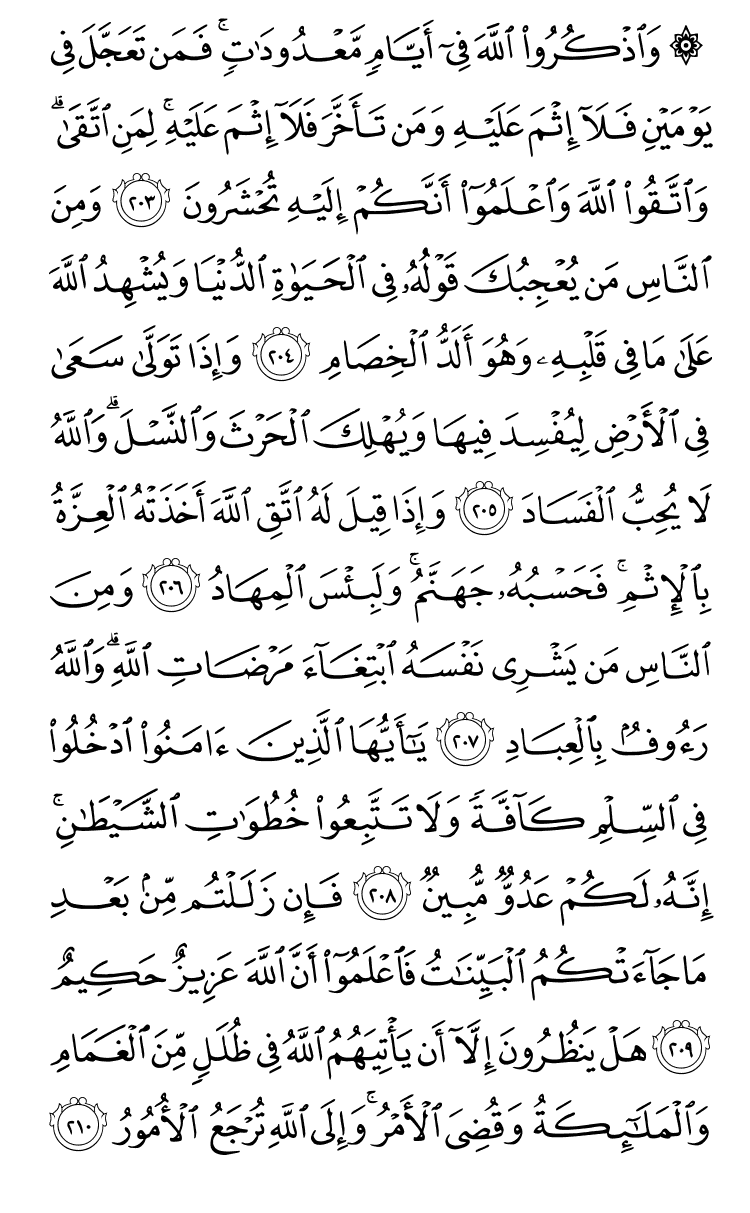 ۞ وَٱذۡكُرُواْ ٱللَّهَ فِيٓ أَيَّامٖ مَّعۡدُودَٰتٖۚ فَمَن تَعَجَّلَ فِي
يَوۡمَيۡنِ فَلَآ إِثۡمَ عَلَيۡهِ وَمَن تَأَخَّرَ فَلَآ إِثۡمَ عَلَيۡهِۚ لِمَنِ ٱتَّقَىٰۗ
وَٱتَّقُواْ ٱللَّهَ وَٱعۡلَمُوٓاْ أَنَّكُمۡ إِلَيۡهِ تُحۡشَرُونَ ٢٠٣ وَمِنَ
ٱلنَّاسِ مَن يُعۡجِبُكَ قَوۡلُهُۥ فِي ٱلۡحَيَوٰةِ ٱلدُّنۡيَا وَيُشۡهِدُ ٱللَّهَ
عَلَىٰ مَا فِي قَلۡبِهِۦ وَهُوَ أَلَدُّ ٱلۡخِصَامِ ٢٠٤ وَإِذَا تَوَلَّىٰ سَعَىٰ
فِي ٱلۡأَرۡضِ لِيُفۡسِدَ فِيهَا وَيُهۡلِكَ ٱلۡحَرۡثَ وَٱلنَّسۡلَۚ وَٱللَّهُ
لَا يُحِبُّ ٱلۡفَسَادَ ٢٠٥ وَإِذَا قِيلَ لَهُ ٱتَّقِ ٱللَّهَ أَخَذَتۡهُ ٱلۡعِزَّةُ
بِٱلۡإِثۡمِۚ فَحَسۡبُهُۥ جَهَنَّمُۚ وَلَبِئۡسَ ٱلۡمِهَادُ ٢٠٦ وَمِنَ
ٱلنَّاسِ مَن يَشۡرِي نَفۡسَهُ ٱبۡتِغَآءَ مَرۡضَاتِ ٱللَّهِۗ وَٱللَّهُ
رَءُوفُۢ بِٱلۡعِبَادِ ٢٠٧ يَٰٓأَيُّهَا ٱلَّذِينَ ءَامَنُواْ ٱدۡخُلُواْ
فِي ٱلسِّلۡمِ كَآفَّةٗ وَلَا تَتَّبِعُواْ خُطُوَٰتِ ٱلشَّيۡطَٰنِۚ
إِنَّهُۥ لَكُمۡ عَدُوّٞ مُّبِينٞ ٢٠٨ فَإِن زَلَلۡتُم مِّنۢ بَعۡدِ
مَا جَآءَتۡكُمُ ٱلۡبَيِّنَٰتُ فَٱعۡلَمُوٓاْ أَنَّ ٱللَّهَ عَزِيزٌ حَكِيمٌ
٢٠٩ هَلۡ يَنظُرُونَ إِلَّآ أَن يَأۡتِيَهُمُ ٱللَّهُ فِي ظُلَلٖ مِّنَ ٱلۡغَمَامِ
وَٱلۡمَلَٰٓئِكَةُ وَقُضِيَ ٱلۡأَمۡرُۚ وَإِلَى ٱللَّهِ تُرۡجَعُ ٱلۡأُمُورُ ٢١٠